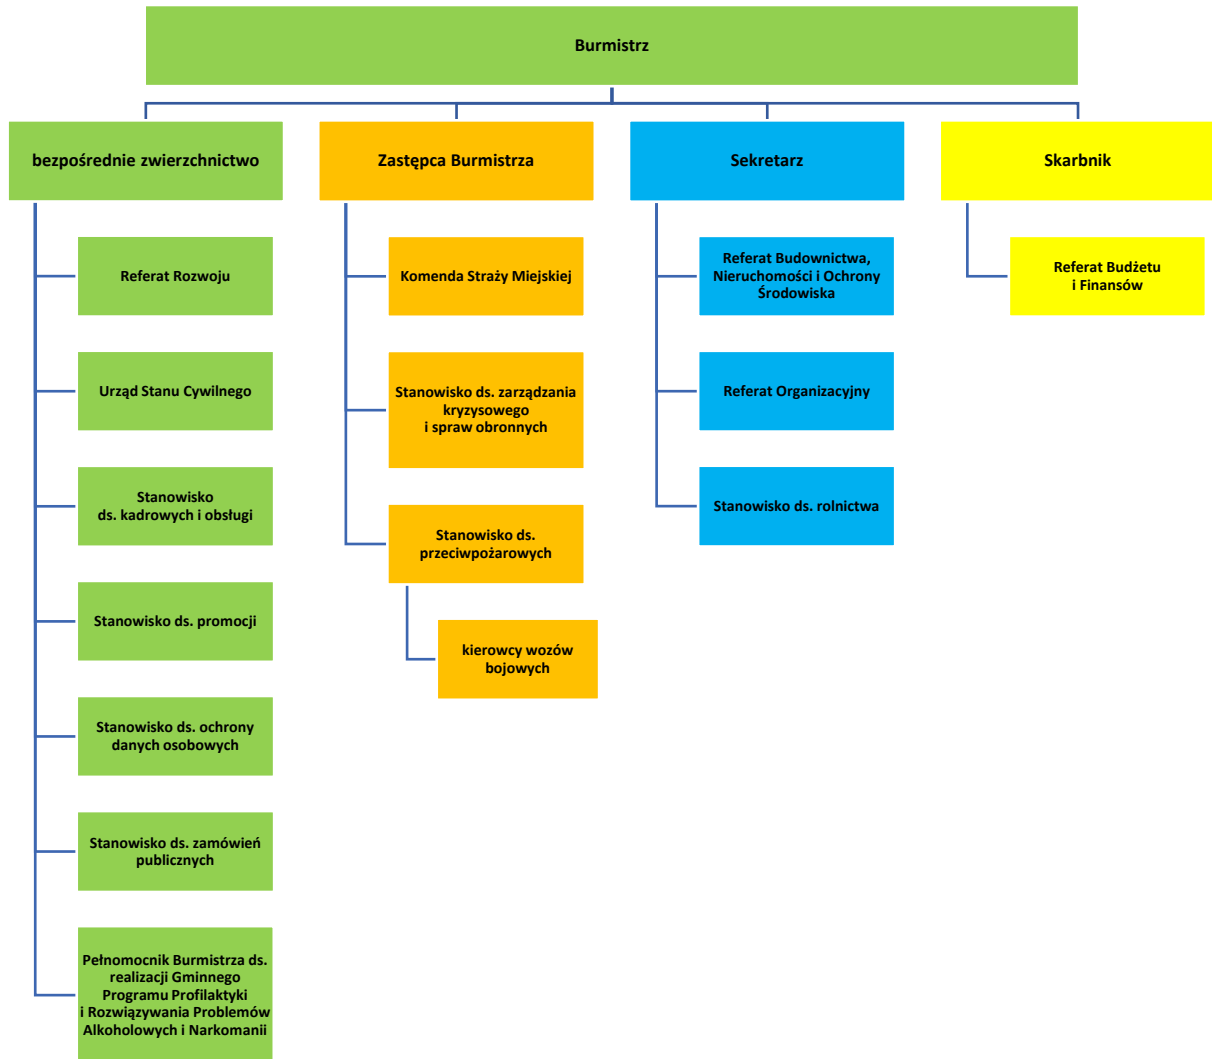 Burmistrz
bezpośrednie zwierzchnictwo
Zastępca Burmistrza
Sekretarz
Skarbnik
Referat Rozwoju
Urząd Stanu Cywilnego
Stanowisko
ds. kadrowych i obsługi
Stanowisko ds. promocji
Stanowisko ds. ochrony
danych osobowych
Stanowisko ds. zamówień
publicznych
Pełnomocnik Burmistrza ds.
realizacji Gminnego
Programu Profilaktyki
i Rozwiązywania Problemów
Alkoholowych i Narkomanii
Komenda Straży Miejskiej
Stanowisko ds. zarządzania
kryzysowego
i spraw obronnych
Stanowisko ds.
przeciwpożarowych
kierowcy wozów
bojowych
Referat Budownictwa,
Nieruchomości i Ochrony
Środowiska
Referat Organizacyjny
Stanowisko ds. rolnictwa
Referat Budżetu
i Finansów